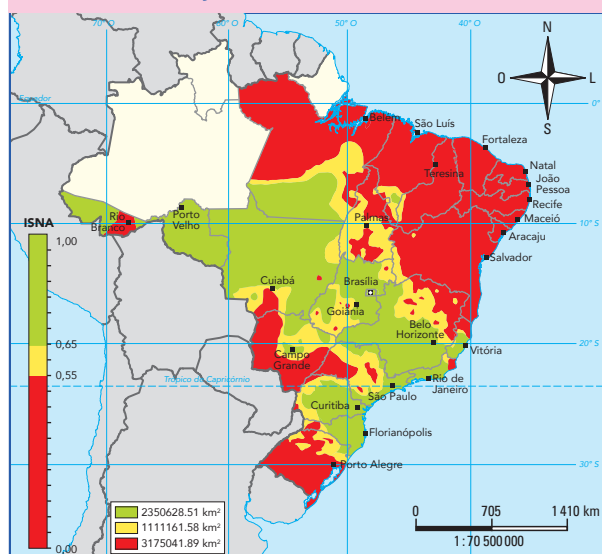 70° O
60° O
50° O
40° O
N
O
L
S
Equador
0°
Belém
São Luís
Fortaleza
Teresina
Natal
João
Pessoa
Recife
Maceió
Aracaju
Salvador
Palmas
10° S
Rio
Branco
Porto
Velho
ISNA
1,00
0,65
0,55
0,00
Cuiabá
Brasília
Goiânia
Belo
Horizonte
Vitória
20° S
Campo
Grande
Trópico de Capricórnio
São Paulo
Rio de
Janeiro
Curitiba
Florianópolis
Porto Alegre
30° S
2350628.51 km²
1111161.58 km²
3175041.89 km²
0 705 1410 km
1:70 500 000